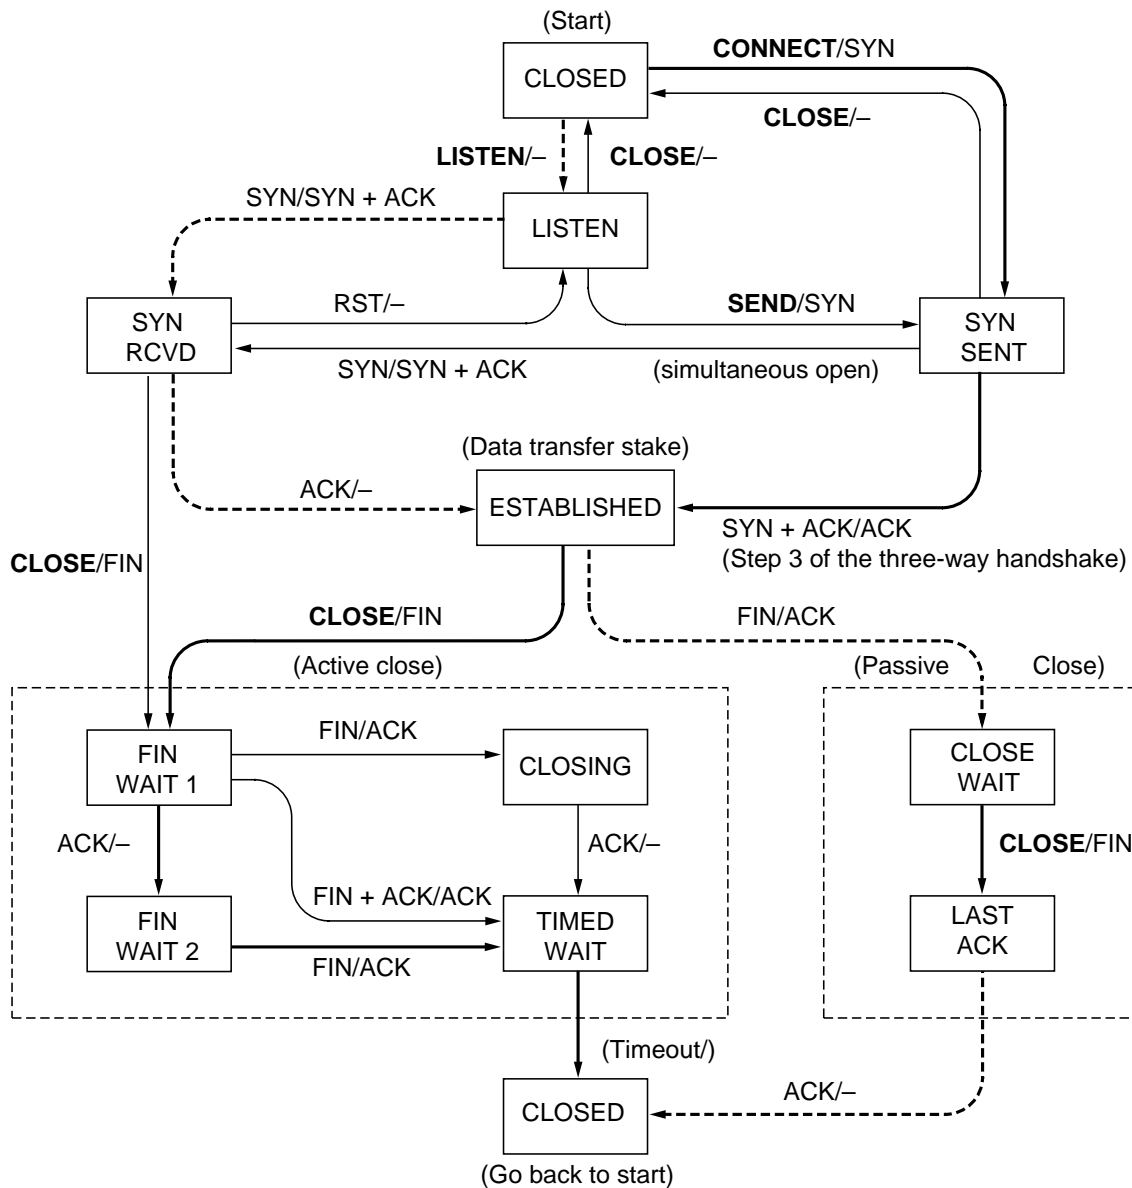 (Start)
CONNECT/SYN
CLOSED
CLOSE/–
LISTEN/–
CLOSE/–
SYN/SYN + ACK
LISTEN
RST/–
SEND/SYN
SYN
RCVD
SYN
SENT
SYN/SYN + ACK
(simultaneous open)
(Data transfer stake)
ACK/–
ESTABLISHED
SYN + ACK/ACK
(Step 3 of the three-way handshake)
CLOSE/FIN
CLOSE/FIN
FIN/ACK
(Active close)
(Passive Close)
FIN/ACK
FIN
WAIT 1
CLOSING
CLOSE
WAIT
ACK/–
ACK/–
CLOSE/FIN
FIN + ACK/ACK
FIN
WAIT 2
TIMED
WAIT
LAST
ACK
FIN/ACK
(Timeout/)
ACK/–
CLOSED
(Go back to start)